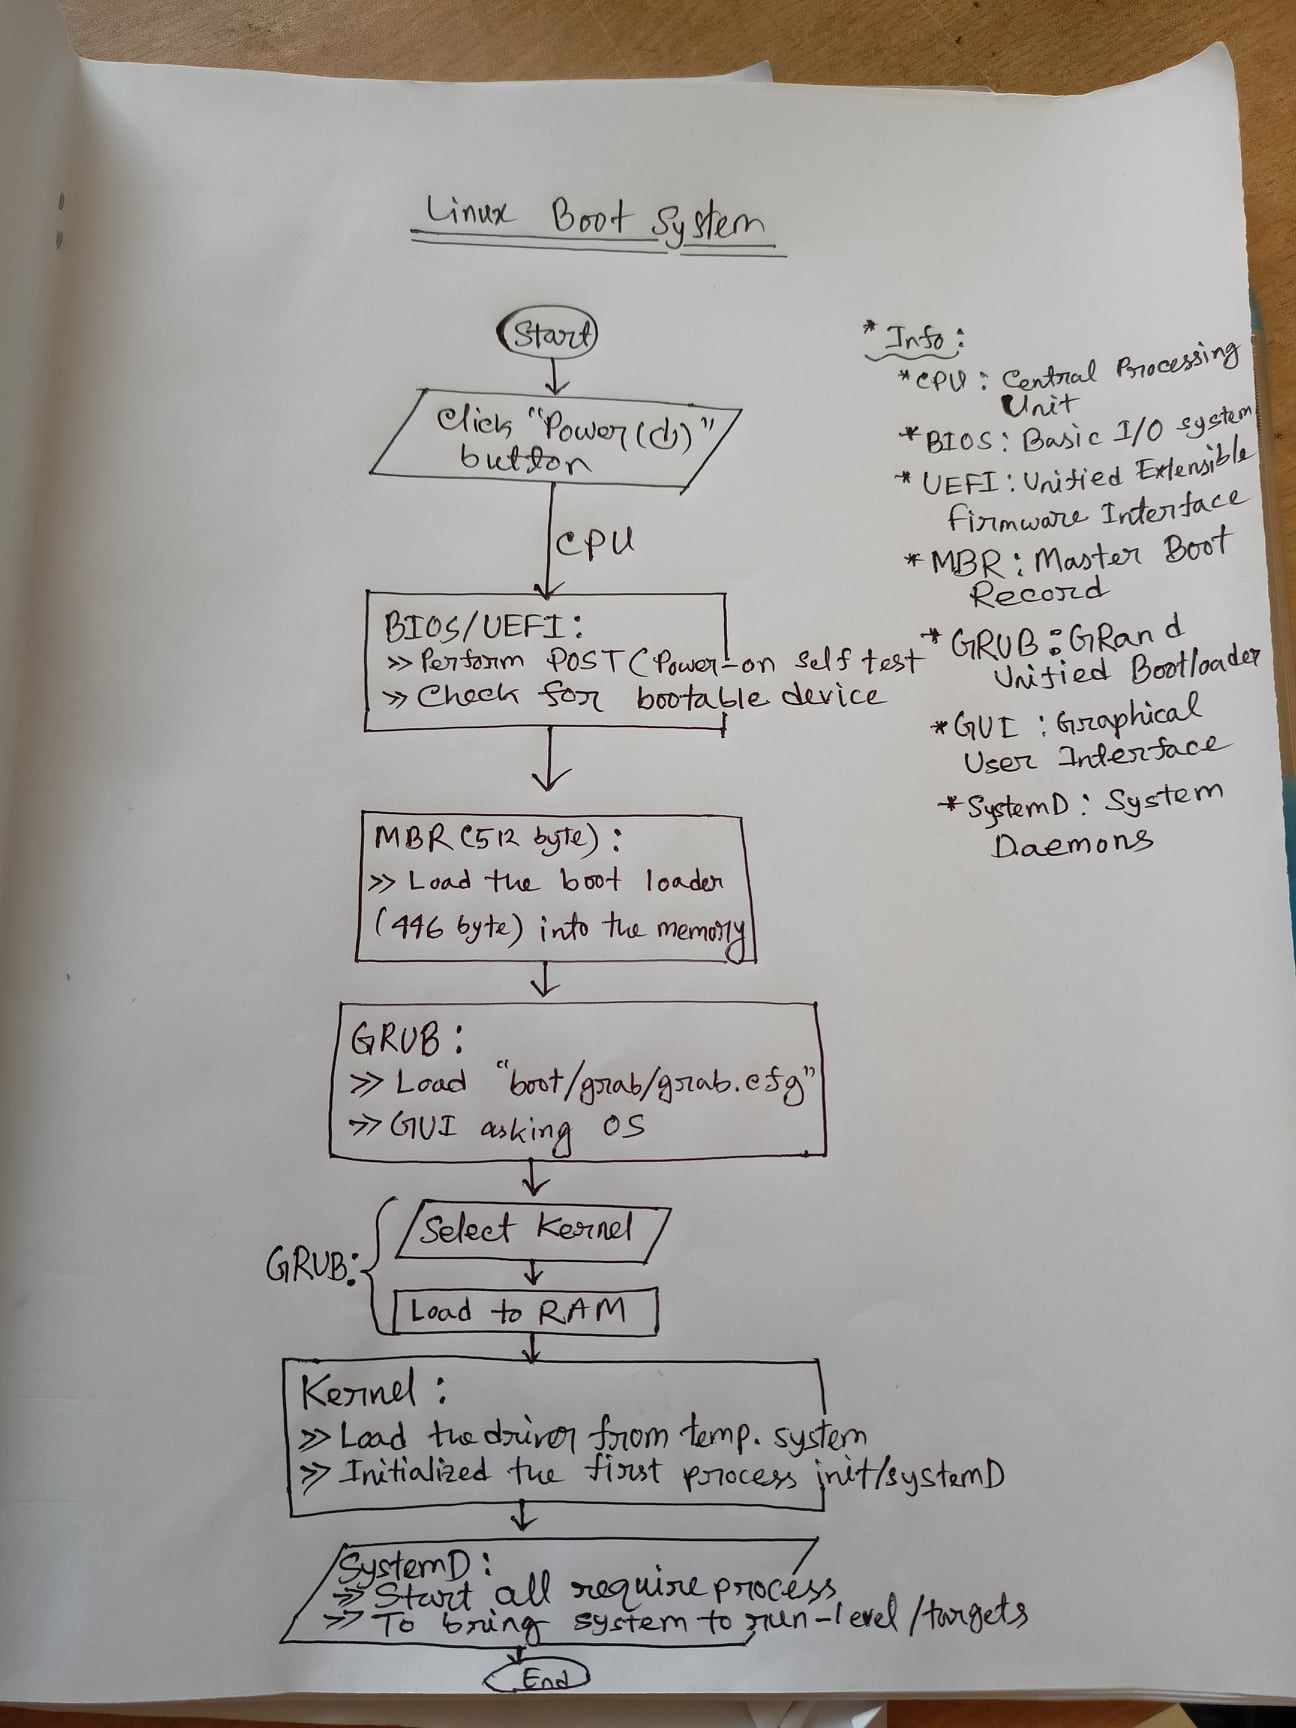 Linux Boot System
Start
Click "Power(⏻)"
button
CPU
BIOS/UEFI:
>> Perform POST (Power-on self test
>> Check for bootable device
MBR (512 byte):
>> Load the boot loader
(446 byte) into the memory
GRUB:
>> Load "boot/grab/grab.cfg"
>> GUI asking OS
GRUB:
Select Kernel
Load to RAM
Kernel:
>> Load the driver from temp. system
>> Initialized the first process init/systemD
SystemD:
>> Start all require process
>> To bring system to run-level/targets
End
* Info:
* CPU: Central Processing
Unit
* BIOS: Basic I/O system
* UEFI: Unified Extensible
Firmware Interface
* MBR: Master Boot
Record
* GRUB: GRand
Unified Bootloader
* GUI: Graphical
User Interface
* SystemD: System
Daemons